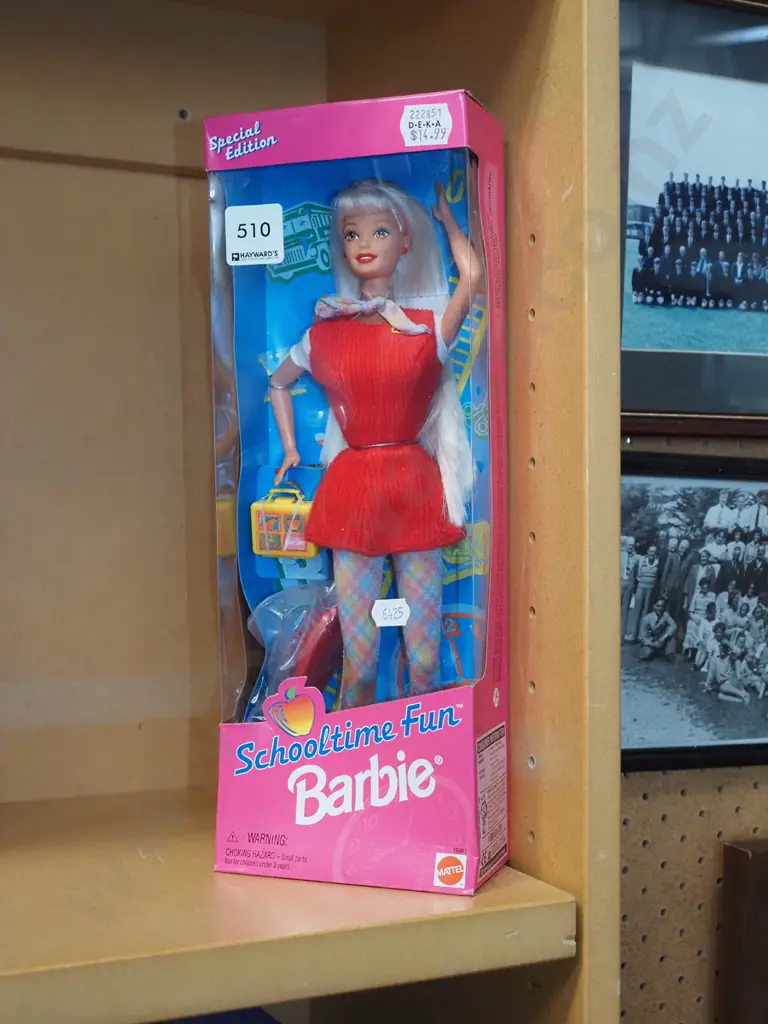 Special
Edition
222851
D·E·K·A
$14.99
510
HAYWARD'S
6425
Schooltime Fun™
Barbie®
⚠ WARNING:
CHOKING HAZARD – Small parts
Not for children under 3 years.
MATTEL